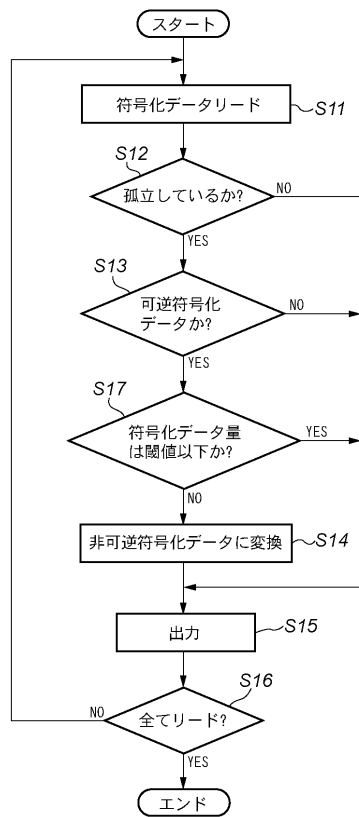 スタート
符号化データリード
S11
S12
孤立しているか?
NO
YES
S13
可逆符号化
データか?
NO
YES
S17
符号化データ量
は閾値以下か?
YES
NO
非可逆符号化データに変換
S14
出力
S15
S16
全てリード?
NO
YES
エンド